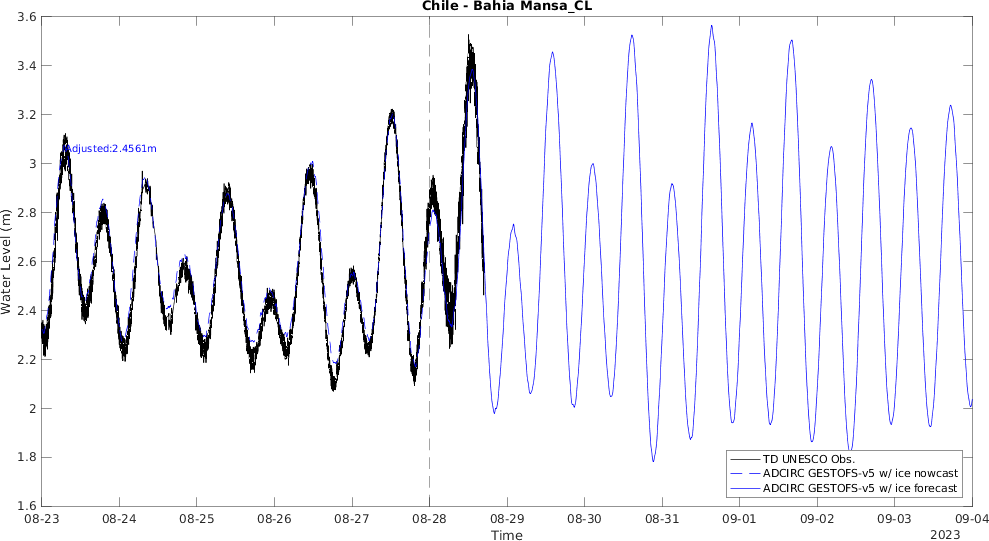 Chile - Bahia Mansa_CL
3.6
3.4
3.2
3
2.8
2.6
2.4
2.2
2
1.8
1.6
Water Level (m)
Adjusted:2.4561m
TD UNESCO Obs.
ADCIRC GESTOFS-v5 w/ ice nowcast
ADCIRC GESTOFS-v5 w/ ice forecast
08-23 08-24 08-25 08-26 08-27 08-28 08-29 08-30 08-31 09-01 09-02 09-03 09-04
Time
2023